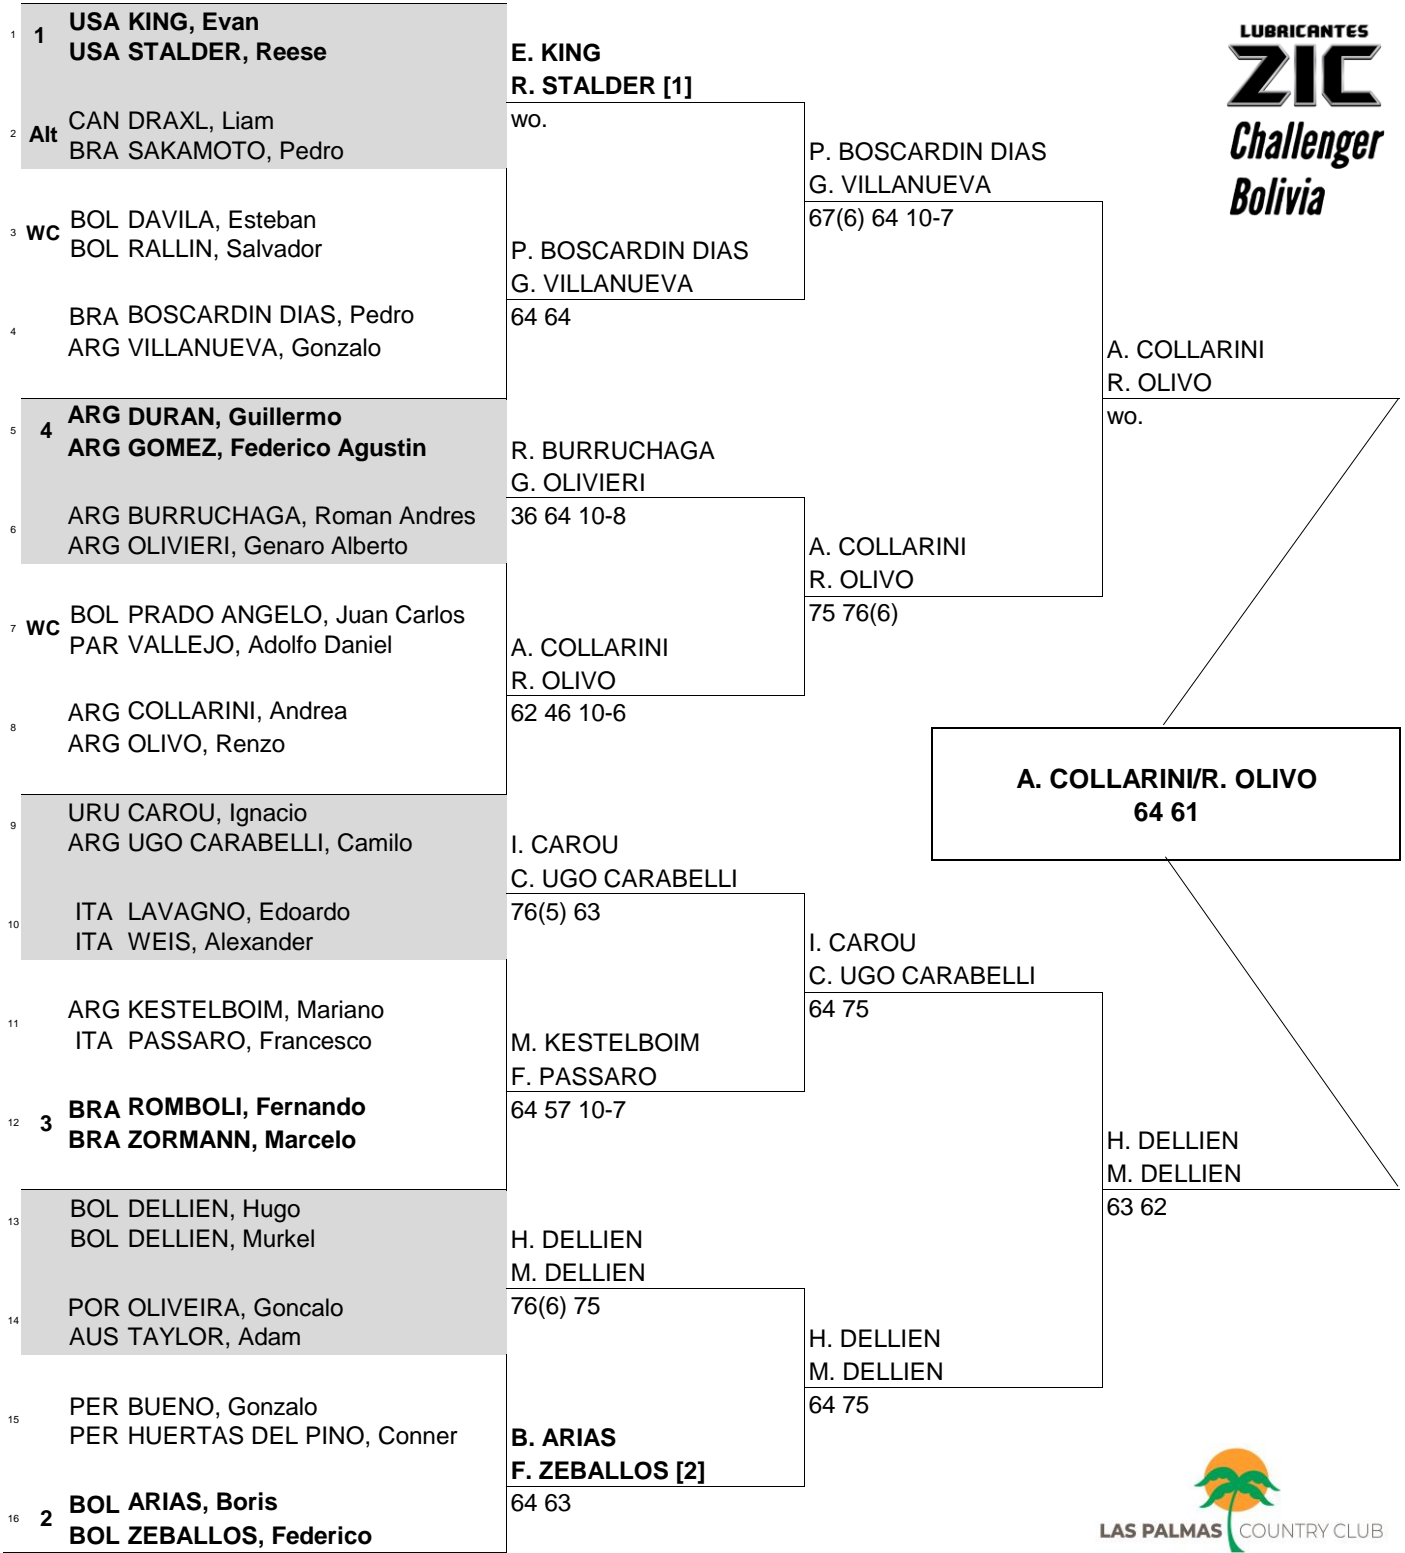 1 1 USA KING, Evan
USA STALDER, Reese
2 Alt CAN DRAXL, Liam
BRA SAKAMOTO, Pedro
3 WC BOL DAVILA, Esteban
BOL RALLIN, Salvador
4 BRA BOSCARDIN DIAS, Pedro
ARG VILLANUEVA, Gonzalo
5 4 ARG DURAN, Guillermo
ARG GOMEZ, Federico Agustin
6 ARG BURRUCHAGA, Roman Andres
ARG OLIVIERI, Genaro Alberto
7 WC BOL PRADO ANGELO, Juan Carlos
PAR VALLEJO, Adolfo Daniel
8 ARG COLLARINI, Andrea
ARG OLIVO, Renzo
9 URU CAROU, Ignacio
ARG UGO CARABELLI, Camilo
10 ITA LAVAGNO, Edoardo
ITA WEIS, Alexander
11 ARG KESTELBOIM, Mariano
ITA PASSARO, Francesco
12 3 BRA ROMBOLI, Fernando
BRA ZORMANN, Marcelo
13 BOL DELLIEN, Hugo
BOL DELLIEN, Murkel
14 POR OLIVEIRA, Goncalo
AUS TAYLOR, Adam
15 PER BUENO, Gonzalo
PER HUERTAS DEL PINO, Conner
16 2 BOL ARIAS, Boris
BOL ZEBALLOS, Federico
E. KING
R. STALDER [1]
wo.
P. BOSCARDIN DIAS
G. VILLANUEVA
64 64
R. BURRUCHAGA
G. OLIVIERI
36 64 10-8
A. COLLARINI
R. OLIVO
62 46 10-6
I. CAROU
C. UGO CARABELLI
76(5) 63
M. KESTELBOIM
F. PASSARO
64 57 10-7
H. DELLIEN
M. DELLIEN
76(6) 75
B. ARIAS
F. ZEBALLOS [2]
64 63
P. BOSCARDIN DIAS
G. VILLANUEVA
67(6) 64 10-7
A. COLLARINI
R. OLIVO
75 76(6)
I. CAROU
C. UGO CARABELLI
64 75
H. DELLIEN
M. DELLIEN
64 75
A. COLLARINI
R. OLIVO
wo.
H. DELLIEN
M. DELLIEN
63 62
A. COLLARINI/R. OLIVO
64 61
LUBRICANTES
ZIC
Challenger
Bolivia
LAS PALMAS COUNTRY CLUB